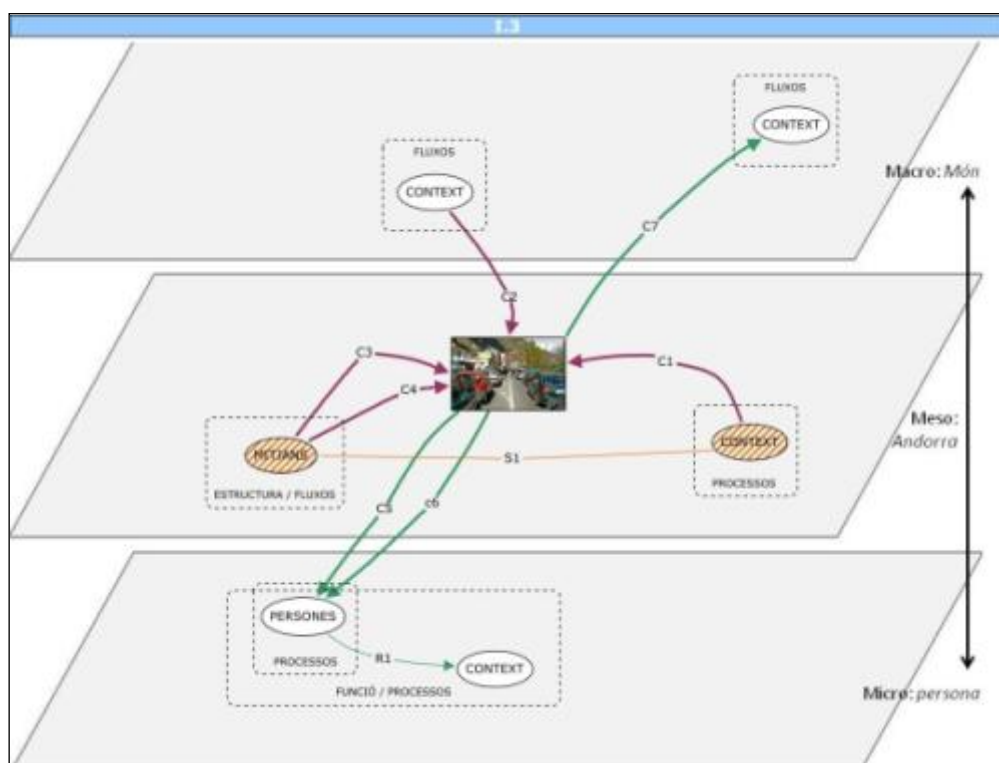 1.3
FLUXOS
CONTEXT
FLUXOS
CONTEXT
Macro: Món
C7
C2
C3
C1
C4
MITJANS
CONTEXT
Meso:
Andorra
S1
ESTRUCTURA / FLUXOS
PROCESSOS
C5
c6
PERSONES
R1
PROCESSOS
CONTEXT
FUNCIÓ / PROCESSOS
Micro: persona